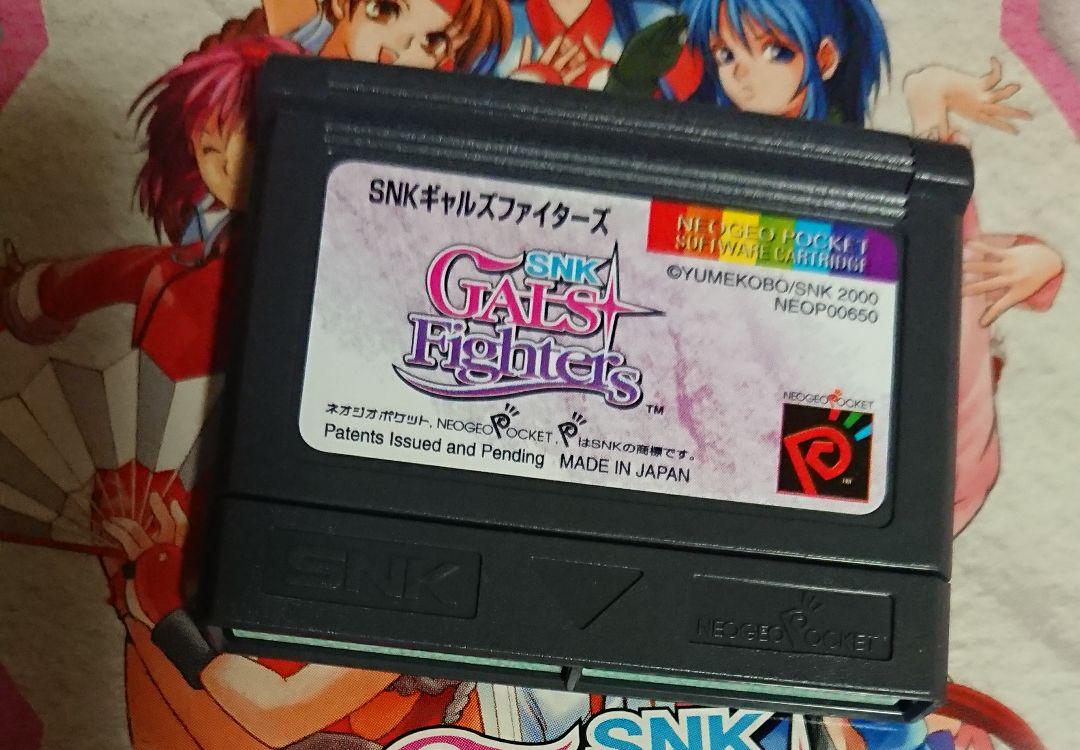 SNKギャルズファイターズ
NEOGEO POCKET
SOFTWARE CARTRIDGE
©YUMEKOBO/SNK 2000
NEOP00650
SNK
GALS'
Fighters
TM
NEOGEO POCKET
ネオジオポケット, NEOGEO POCKET, PはSNKの商標です。
Patents Issued and Pending MADE IN JAPAN
SNK
NEOGEO POCKET
SNK